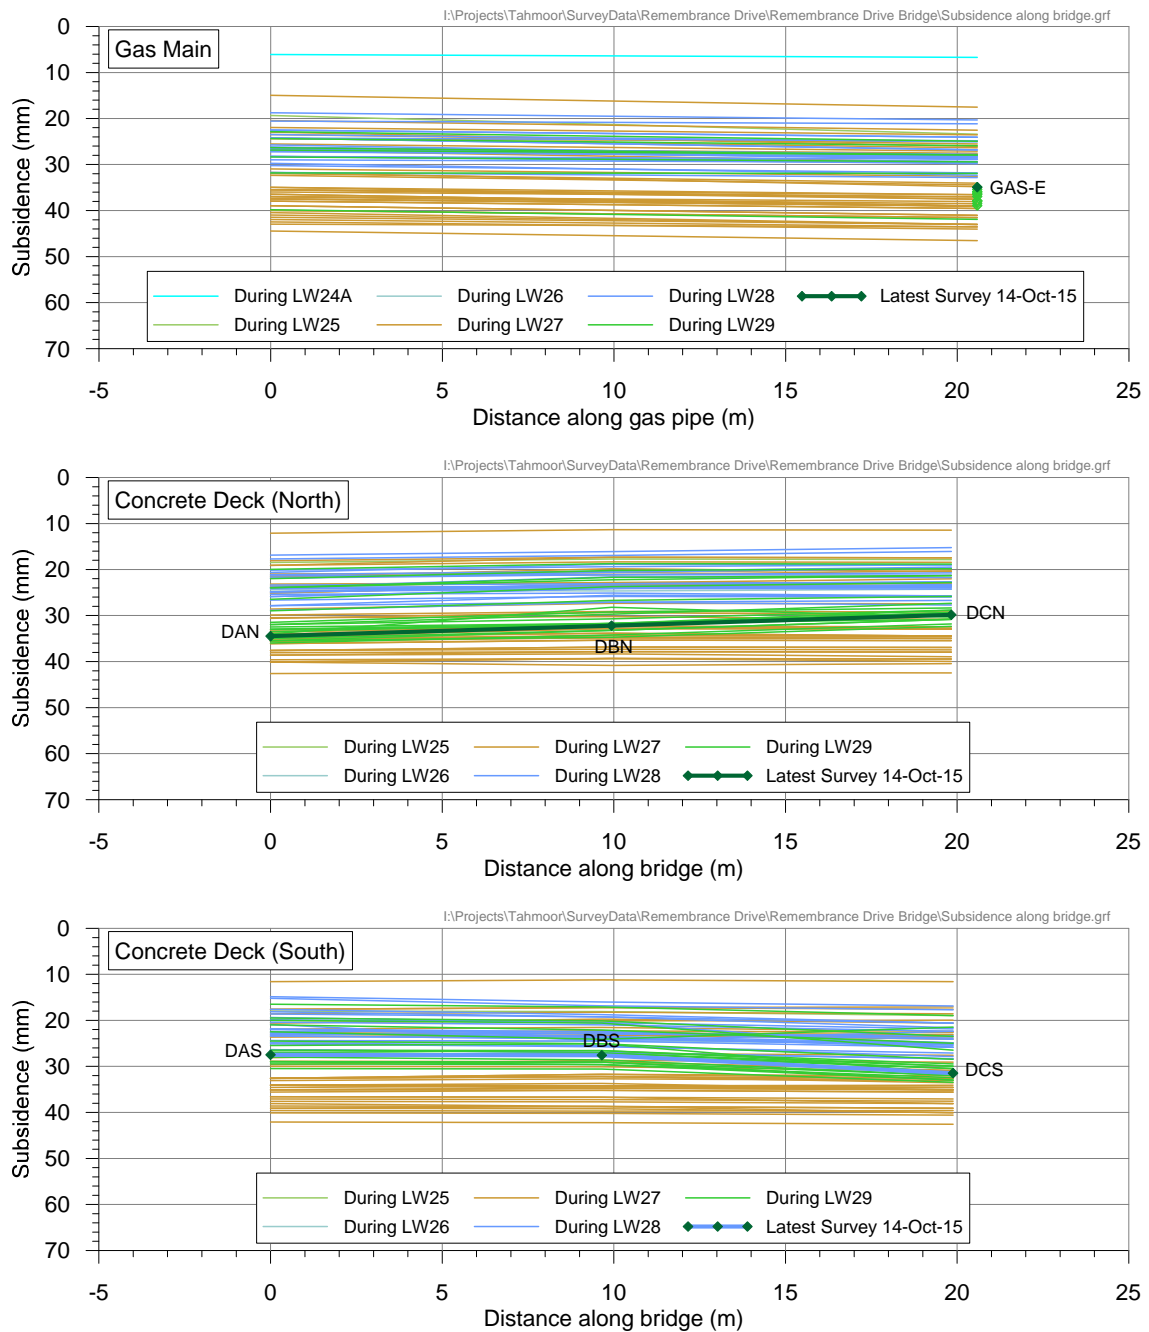 I:\Projects\Tahmoor\SurveyData\Remembrance Drive\Remembrance Drive Bridge\Subsidence along bridge.grf
Gas Main
Subsidence (mm)
0
10
20
30
40
50
60
70
GAS-E
During LW24A During LW26 During LW28 Latest Survey 14-Oct-15
During LW25 During LW27 During LW29
-5 0 5 10 15 20 25
Distance along gas pipe (m)
I:\Projects\Tahmoor\SurveyData\Remembrance Drive\Remembrance Drive Bridge\Subsidence along bridge.grf
Concrete Deck (North)
Subsidence (mm)
0
10
20
30
40
50
60
70
DAN
DBN
DCN
During LW25 During LW27 During LW29
During LW26 During LW28 Latest Survey 14-Oct-15
-5 0 5 10 15 20 25
Distance along bridge (m)
I:\Projects\Tahmoor\SurveyData\Remembrance Drive\Remembrance Drive Bridge\Subsidence along bridge.grf
Concrete Deck (South)
Subsidence (mm)
0
10
20
30
40
50
60
70
DAS
DBS
DCS
During LW25 During LW27 During LW29
During LW26 During LW28 Latest Survey 14-Oct-15
-5 0 5 10 15 20 25
Distance along bridge (m)